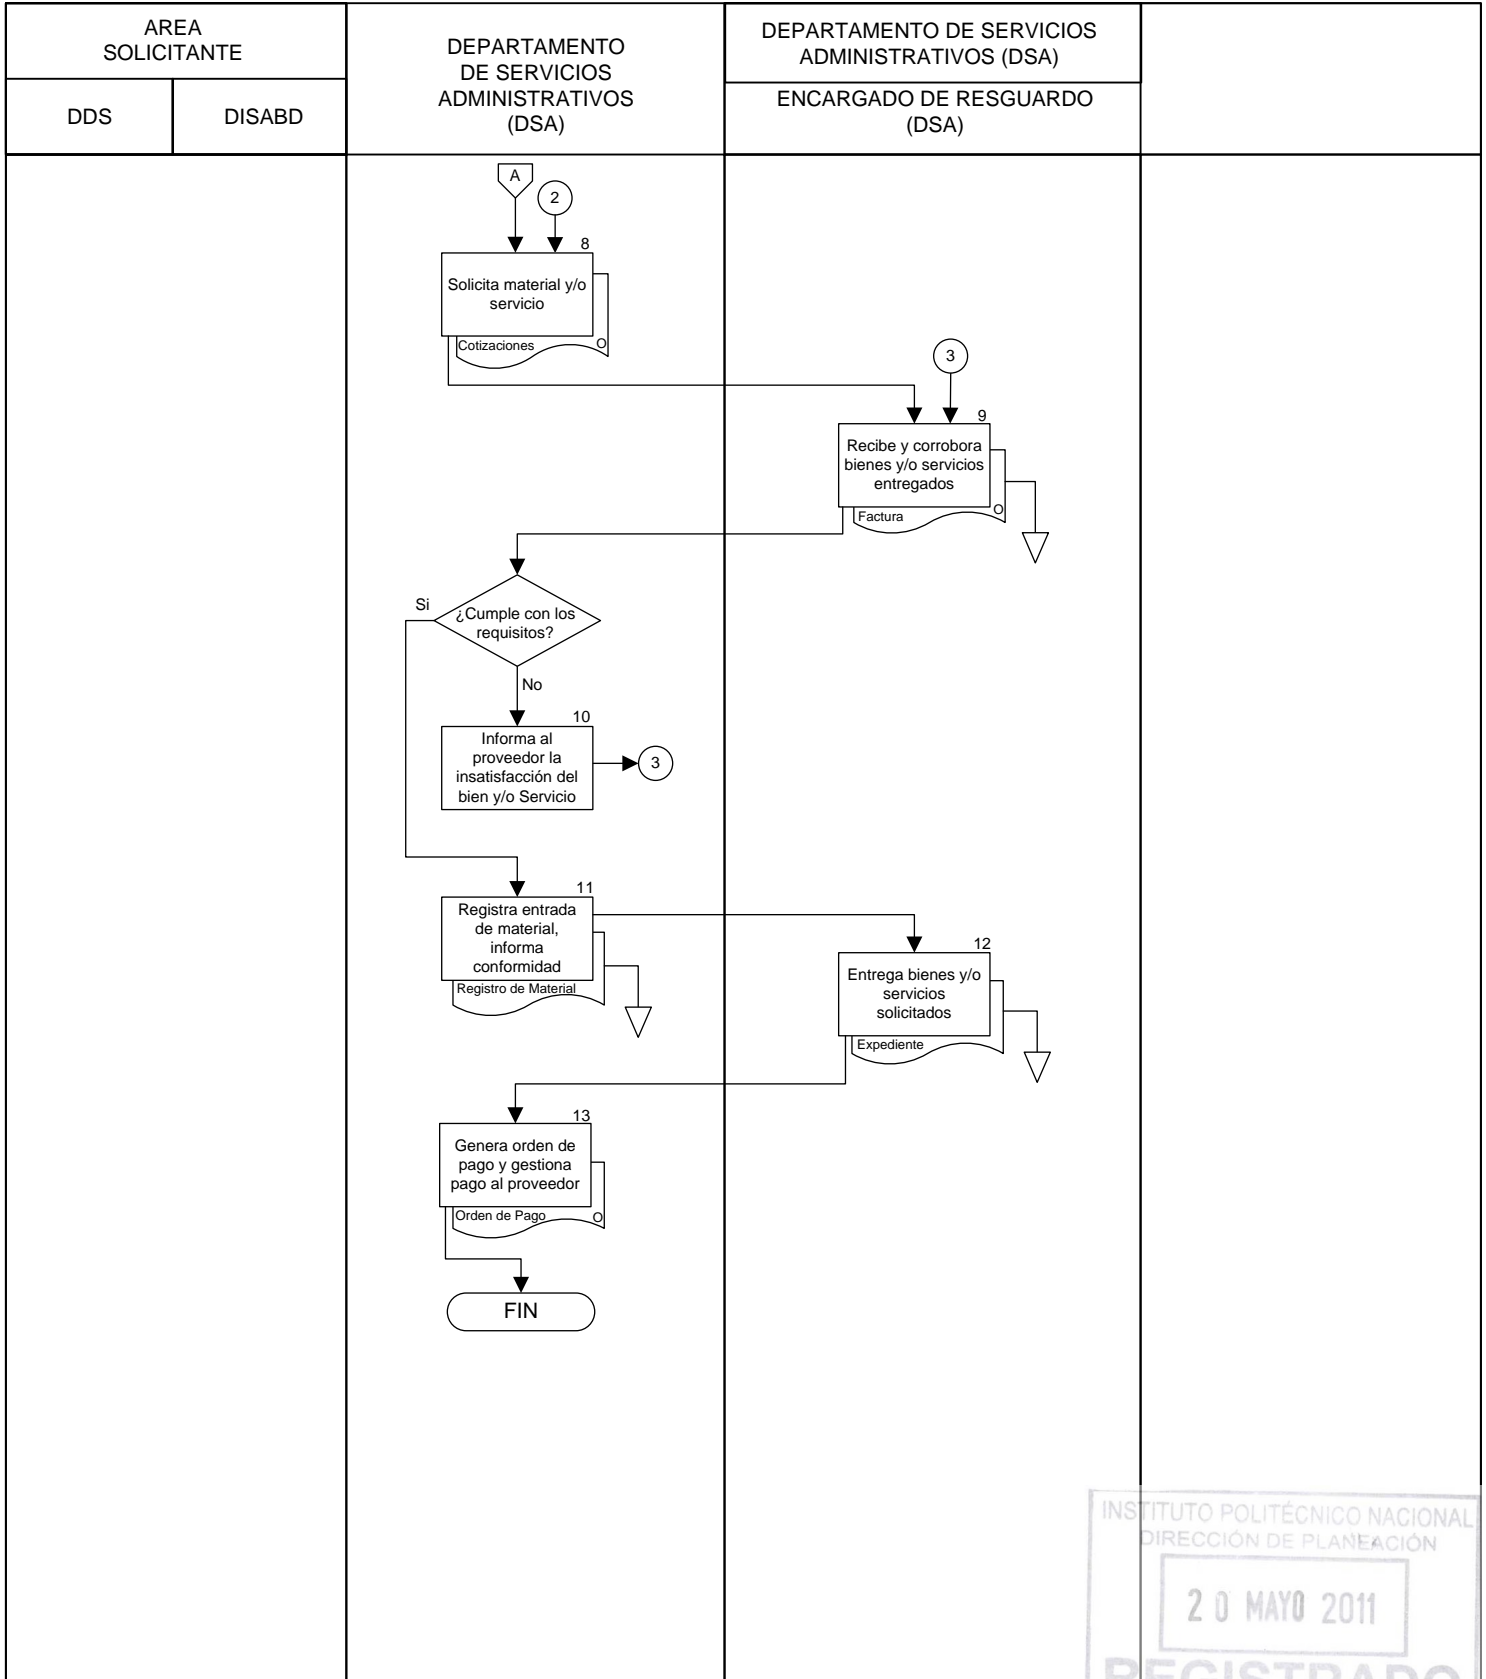 AREA
SOLICITANTE
DDS
DISABD
DEPARTAMENTO
DE SERVICIOS
ADMINISTRATIVOS
(DSA)
DEPARTAMENTO DE SERVICIOS
ADMINISTRATIVOS (DSA)
ENCARGADO DE RESGUARDO
(DSA)
A
2
8
Solicita material y/o
servicio
Cotizaciones
O
3
9
Recibe y corrobora
bienes y/o servicios
entregados
Factura
O
Si
¿Cumple con los
requisitos?
No
10
Informa al
proveedor la
insatisfacción del
bien y/o Servicio
3
11
Registra entrada
de material,
informa
conformidad
Registro de Material
12
Entrega bienes y/o
servicios
solicitados
Expediente
13
Genera orden de
pago y gestiona
pago al proveedor
Orden de Pago
O
FIN
INSTITUTO POLITÉCNICO NACIONAL
DIRECCIÓN DE PLANEACIÓN
20 MAYO 2011
REGISTRADO